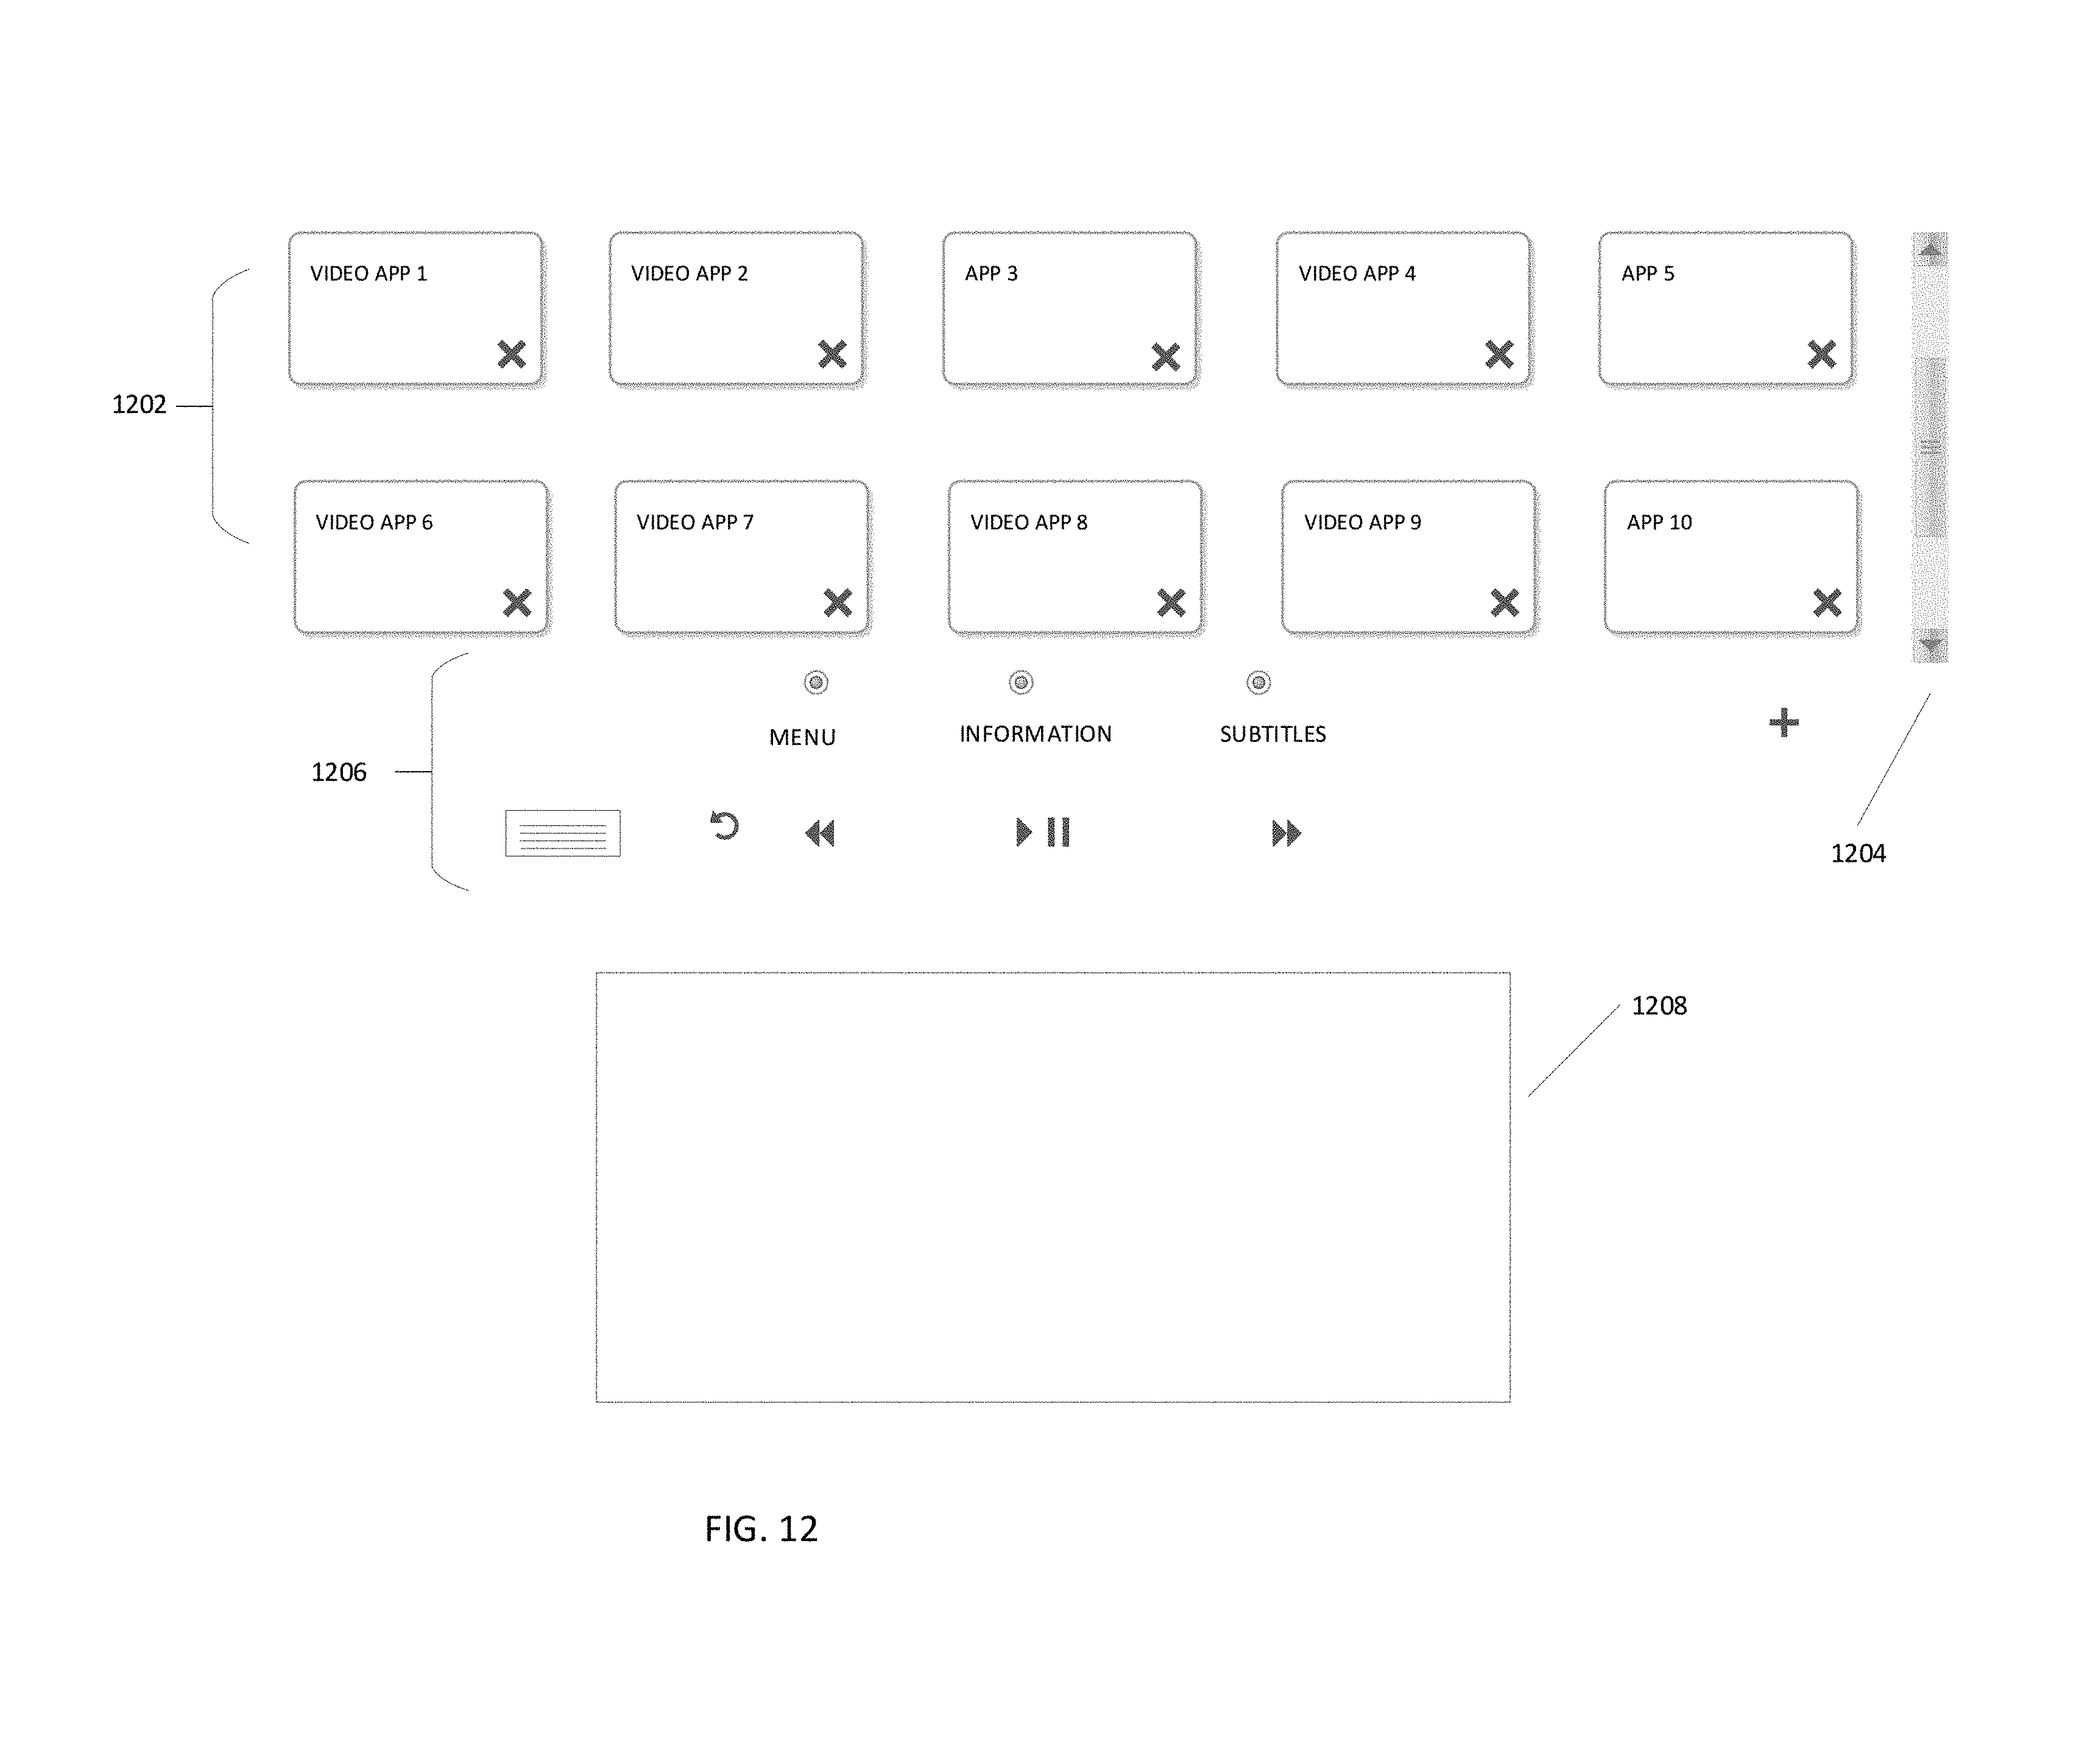 VIDEO APP 1
VIDEO APP 2
APP 3
VIDEO APP 4
APP 5
1202
VIDEO APP 6
VIDEO APP 7
VIDEO APP 8
VIDEO APP 9
APP 10
MENU
INFORMATION
SUBTITLES
1206
1204
1208
FIG. 12